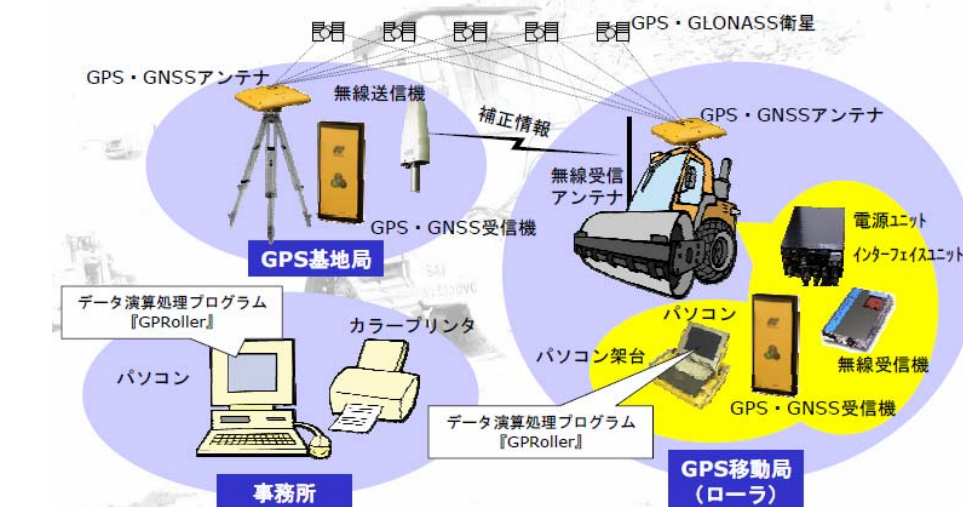 GPS・GLONASS衛星
GPS・GNSSアンテナ
無線送信機
補正情報
GPS・GNSSアンテナ
無線受信
アンテナ
GPS・GNSS受信機
GPS基地局
電源ユニット
インターフェイスユニット
データ演算処理プログラム
『GPRoller』
カラープリンタ
パソコン
パソコン
パソコン架台
無線受信機
GPS・GNSS受信機
データ演算処理プログラム
『GPRoller』
事務所
GPS移動局
（ローラ）